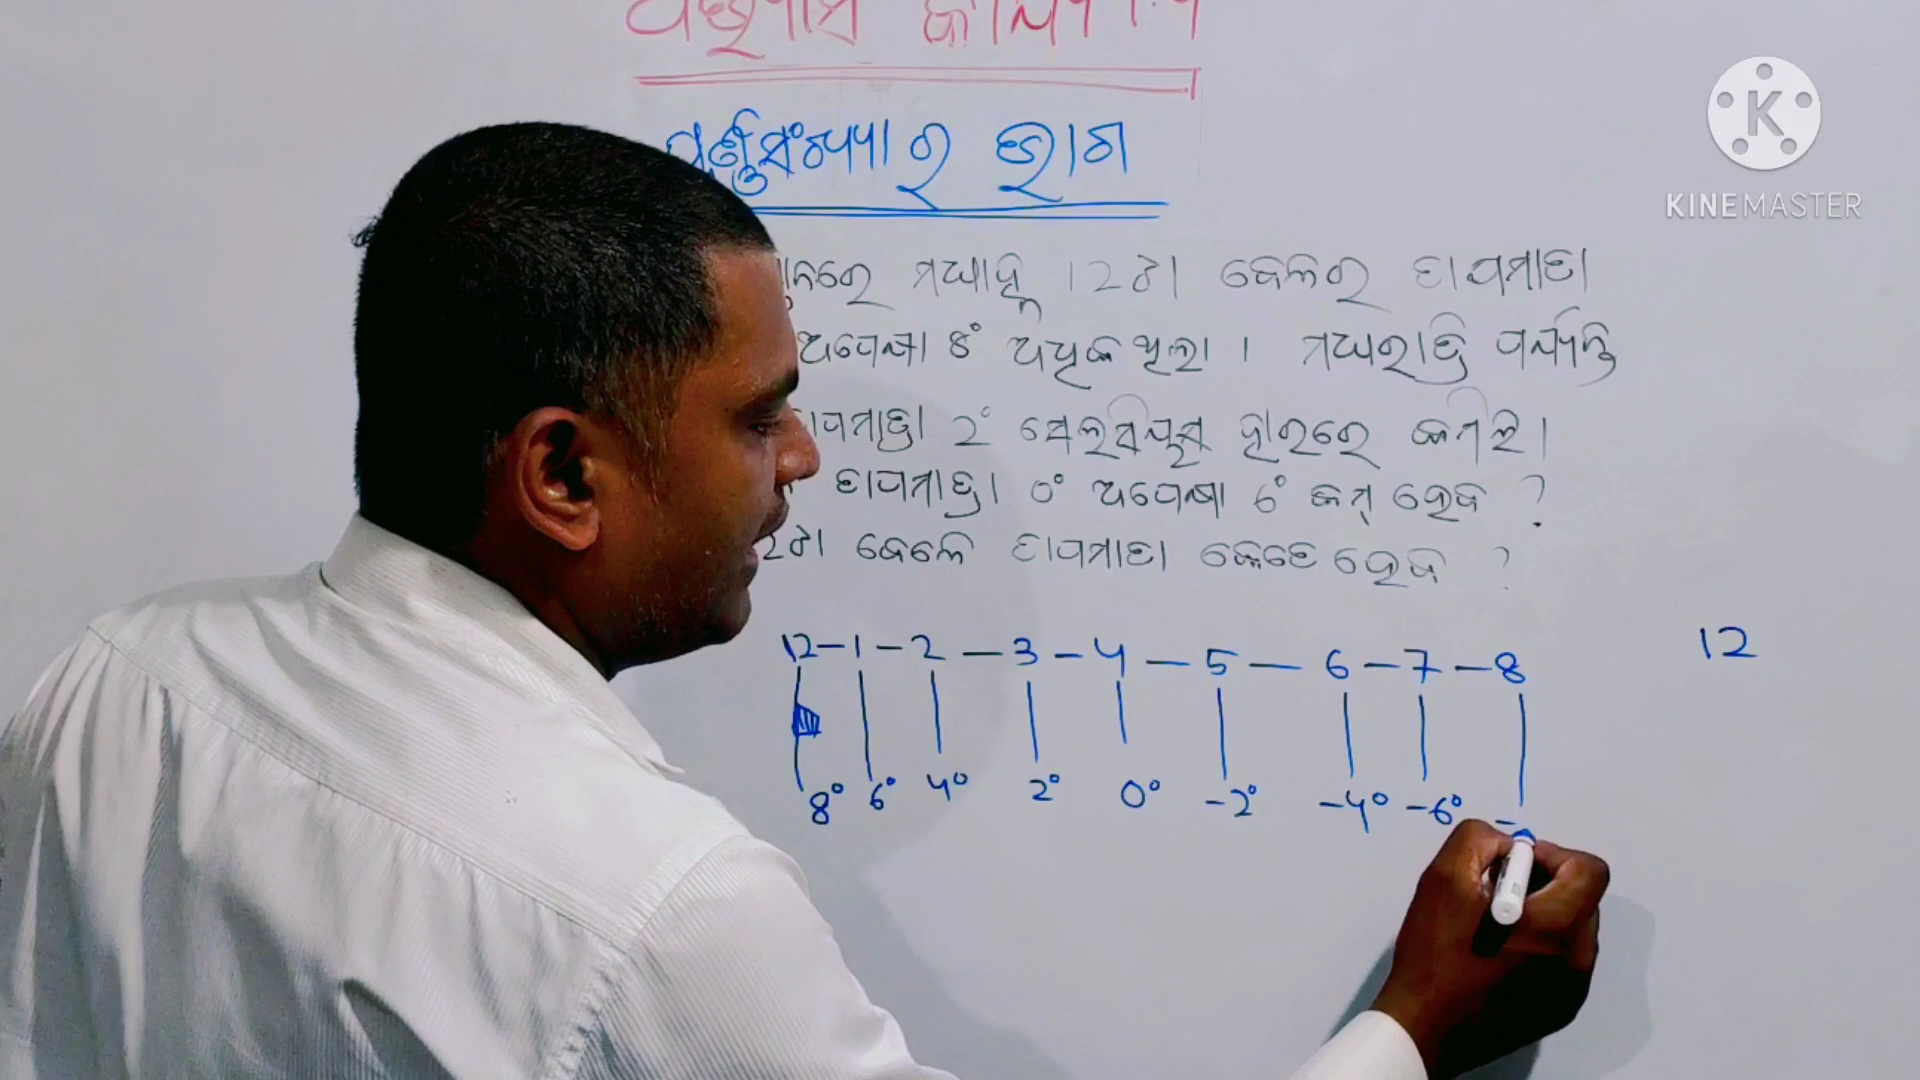 KINEMASTER
ପୂର୍ଣ୍ଣସଂଖ୍ୟାର ଭାଗ
ମଧ୍ୟାହ୍ନ 12ଟା ବେଳର ତାପମାତ୍ରା
ଅପେକ୍ଷା 8° ଅଧିକ ଥିଲା । ମଧ୍ୟରାତ୍ରି ପର୍ଯ୍ୟନ୍ତ
2° ସେଲସିୟସ ହାରରେ କମିଲା ।
ତାପମାତ୍ରା 0° ଅପେକ୍ଷା 6° କମ୍ ହେବ ?
ବେଳେ ତାପମାତ୍ରା କେତେ ହେବ ?
12 – 1 – 2 – 3 – 4 – 5 – 6 – 7 – 8 12
8° 6° 4° 2° 0° -2° -4° -6° -